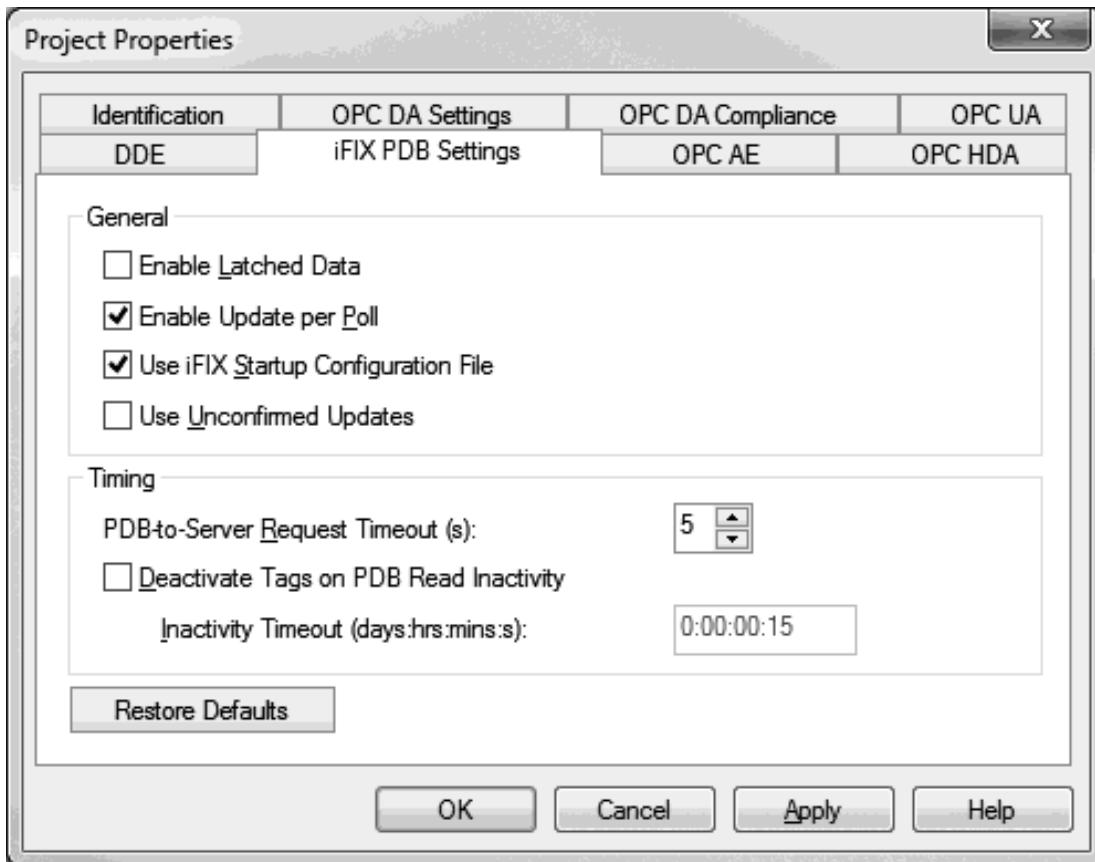 Project Properties
x
Identification OPC DA Settings OPC DA Compliance OPC UA
DDE iFIX PDB Settings OPC AE OPC HDA
General
Enable Latched Data
Enable Update per Poll
Use iFIX Startup Configuration File
Use Unconfirmed Updates
Timing
PDB-to-Server Request Timeout (s): 5
Deactivate Tags on PDB Read Inactivity
Inactivity Timeout (days:hrs:mins:s): 0:00:00:15
Restore Defaults
OK Cancel Apply Help